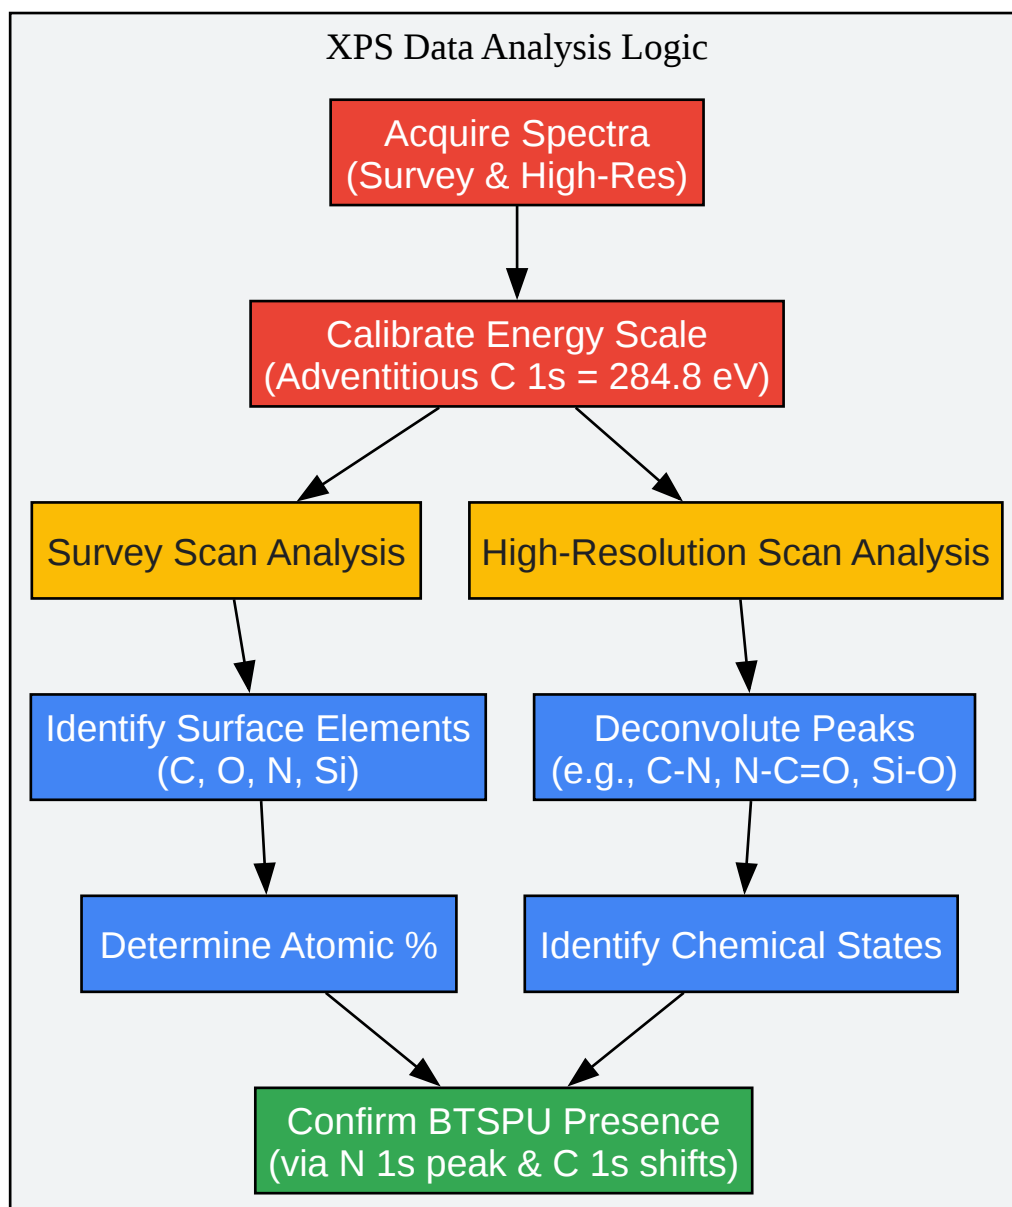 XPS Data Analysis Logic
Acquire Spectra
(Survey & High-Res)
Calibrate Energy Scale
(Adventitious C 1s = 284.8 eV)
Survey Scan Analysis
High-Resolution Scan Analysis
Identify Surface Elements
(C, O, N, Si)
Deconvolute Peaks
(e.g., C-N, N-C=O, Si-O)
Determine Atomic %
Identify Chemical States
Confirm BTSPU Presence
(via N 1s peak & C 1s shifts)